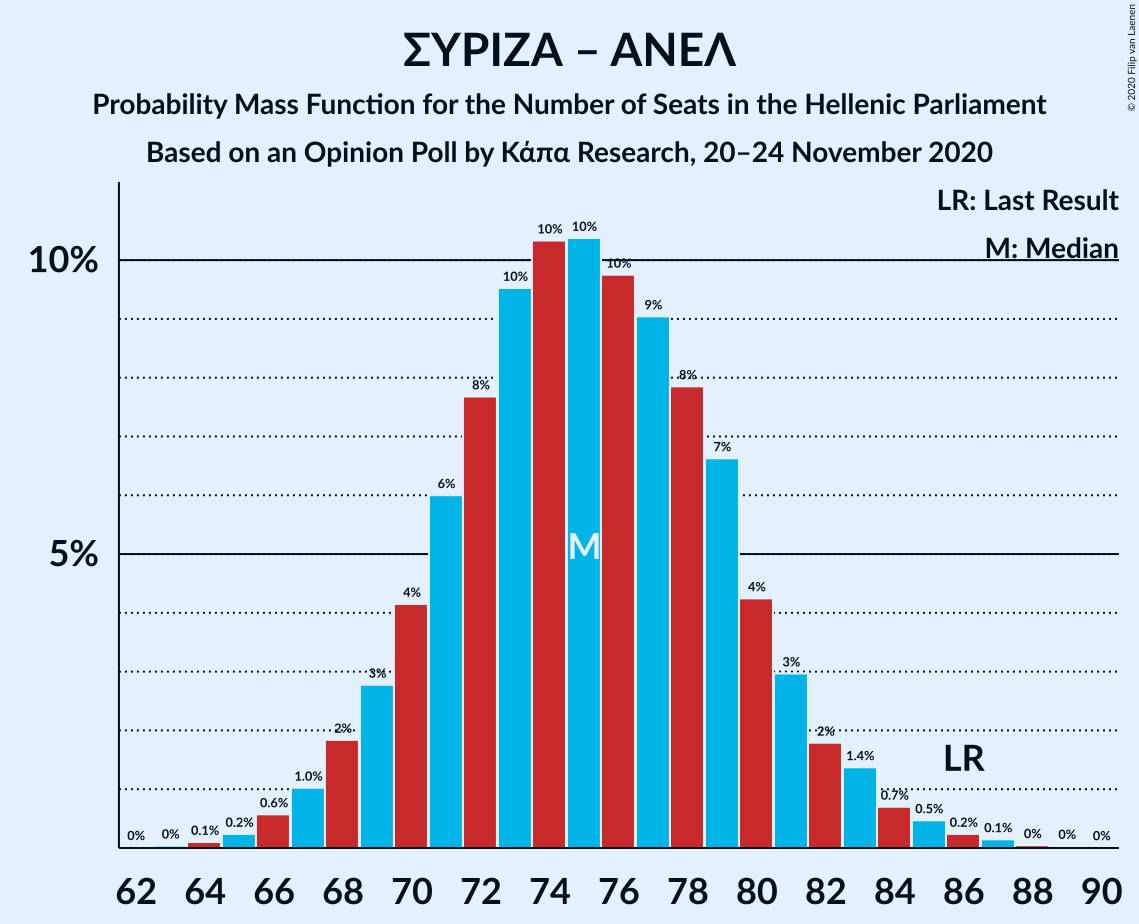 ΣΥΡΙΖΑ – ΑΝΕΛ
Probability Mass Function for the Number of Seats in the Hellenic Parliament
Based on an Opinion Poll by Κάπα Research, 20–24 November 2020
© 2020 Filip van Laenen
LR: Last Result
M: Median
10%
5%
0% 0% 0.1% 0.2% 0.6% 1.0% 2% 3% 4% 6% 8% 10% 10% 10% 10% 9% 8% 7% 4% 3% 2% 1.4% 0.7% 0.5% 0.2% 0.1% 0% 0% 0%
M
LR
62 64 66 68 70 72 74 76 78 80 82 84 86 88 90